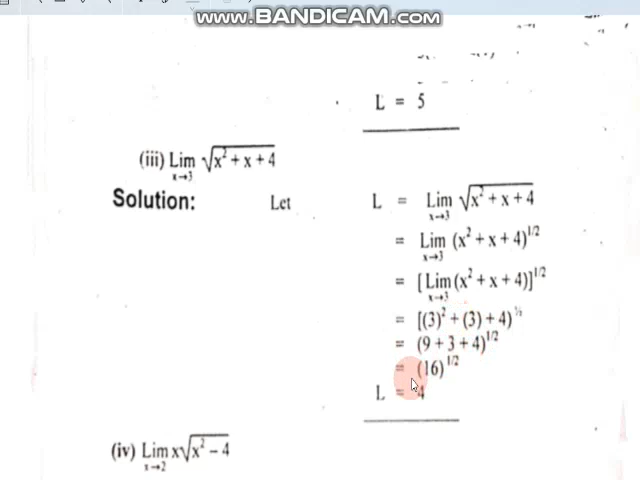 WWW.BANDICAM.COM
L = 5
(iii) Lim x→3 √x² + x + 4
Solution: Let L = Lim x→3 √x² + x + 4
= Lim x→3 (x² + x + 4)^1/2
= [Lim x→3 (x² + x + 4)]^1/2
= [(3)² + (3) + 4)^½
= (9 + 3 + 4)^1/2
= (16)^1/2
L = 4
(iv) Lim x→2 x√x² – 4